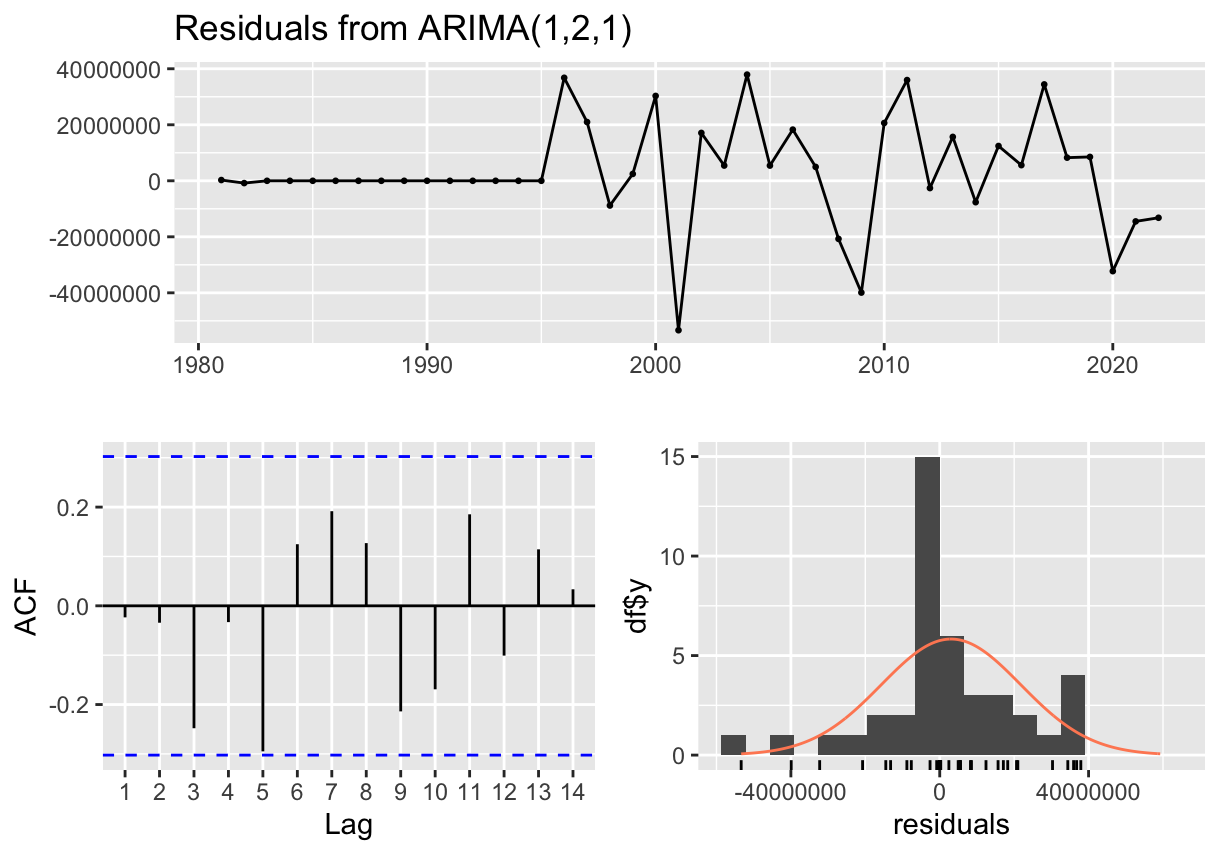 Residuals from ARIMA(1,2,1)
40000000
20000000
0
-20000000
-40000000
1980 1990 2000 2010 2020
ACF
0.2
0.0
-0.2
1 2 3 4 5 6 7 8 9 10 11 12 13 14
Lag
df$y
15
10
5
0
-40000000 0 40000000
residuals